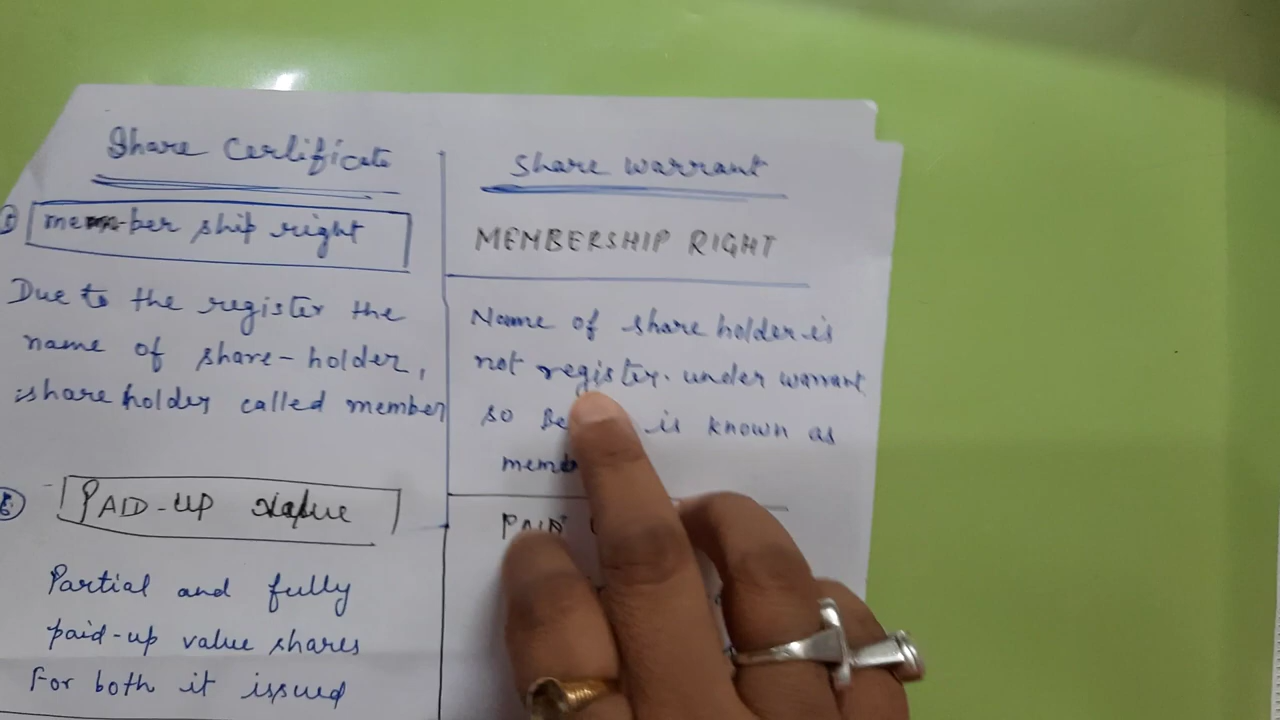 Share Certificate
mem-ber ship right
Due to the register the
name of share-holder,
share holder called member
PAID-UP value
Partial and fully
paid-up value shares
For both it issued
Share warrant
MEMBERSHIP RIGHT
Name of share holder is
not register. under warrant
so is known as